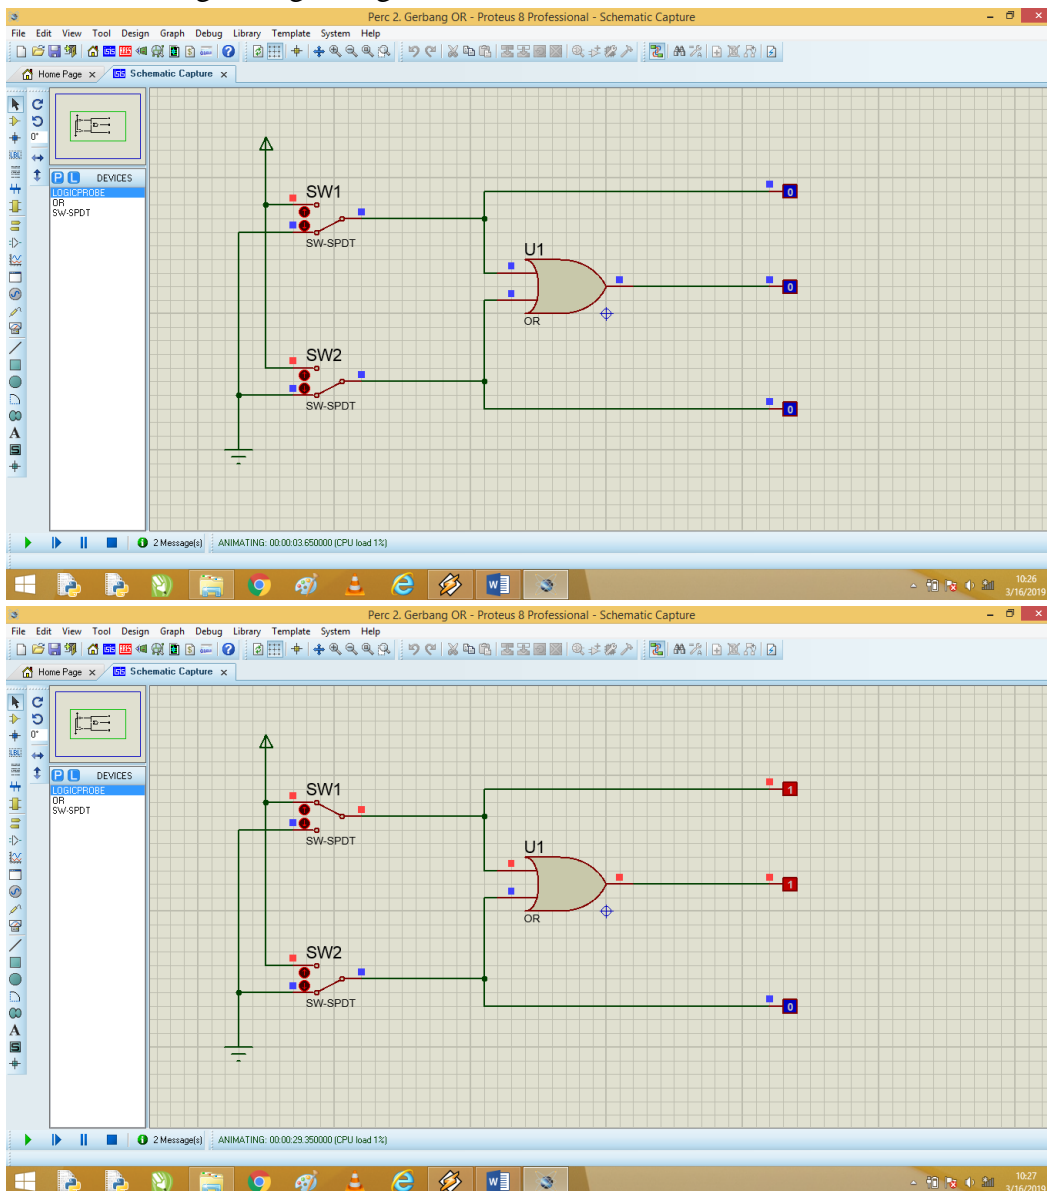 Perc 2. Gerbang OR - Proteus 8 Professional - Schematic Capture
File Edit View Tool Design Graph Debug Library Template System Help
Home Page Schematic Capture
0°
P L DEVICES
LOGICPROBE
OR
SW-SPDT
SW1
SW-SPDT
0
U1
OR
0
SW2
SW-SPDT
0
2 Message(s) ANIMATING: 00:00:03.650000 (CPU load 1%)
10:26
3/16/2019
Perc 2. Gerbang OR - Proteus 8 Professional - Schematic Capture
File Edit View Tool Design Graph Debug Library Template System Help
Home Page Schematic Capture
0°
P L DEVICES
LOGICPROBE
OR
SW-SPDT
SW1
SW-SPDT
1
U1
OR
1
SW2
SW-SPDT
0
2 Message(s) ANIMATING: 00:00:29.350000 (CPU load 1%)
10:27
3/16/2019